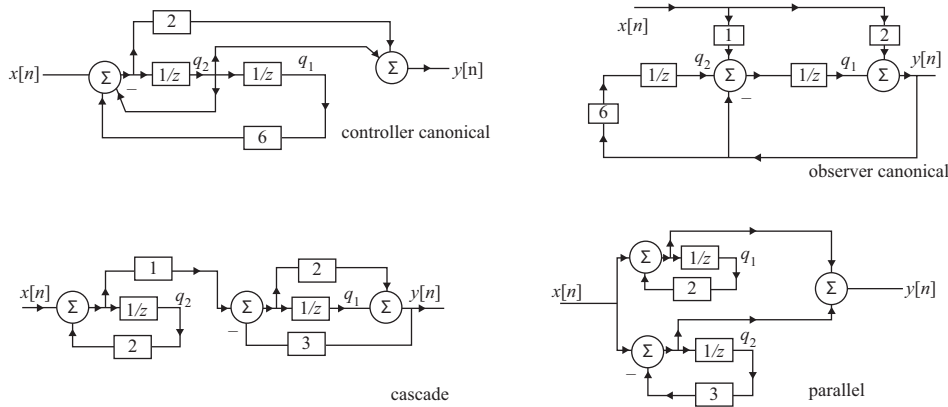 2
x[n] Σ 1/z q₂ 1/z q₁ Σ y[n]
−
6
controller canonical
x[n]
1 2
6 1/z q₂ Σ 1/z q₁ Σ y[n]
−
observer canonical
1 2
x[n] Σ 1/z q₂ Σ 1/z q₁ Σ y[n]
−
2 3
cascade
Σ 1/z q₁
2
x[n] Σ y[n]
Σ 1/z q₂
−
3
parallel